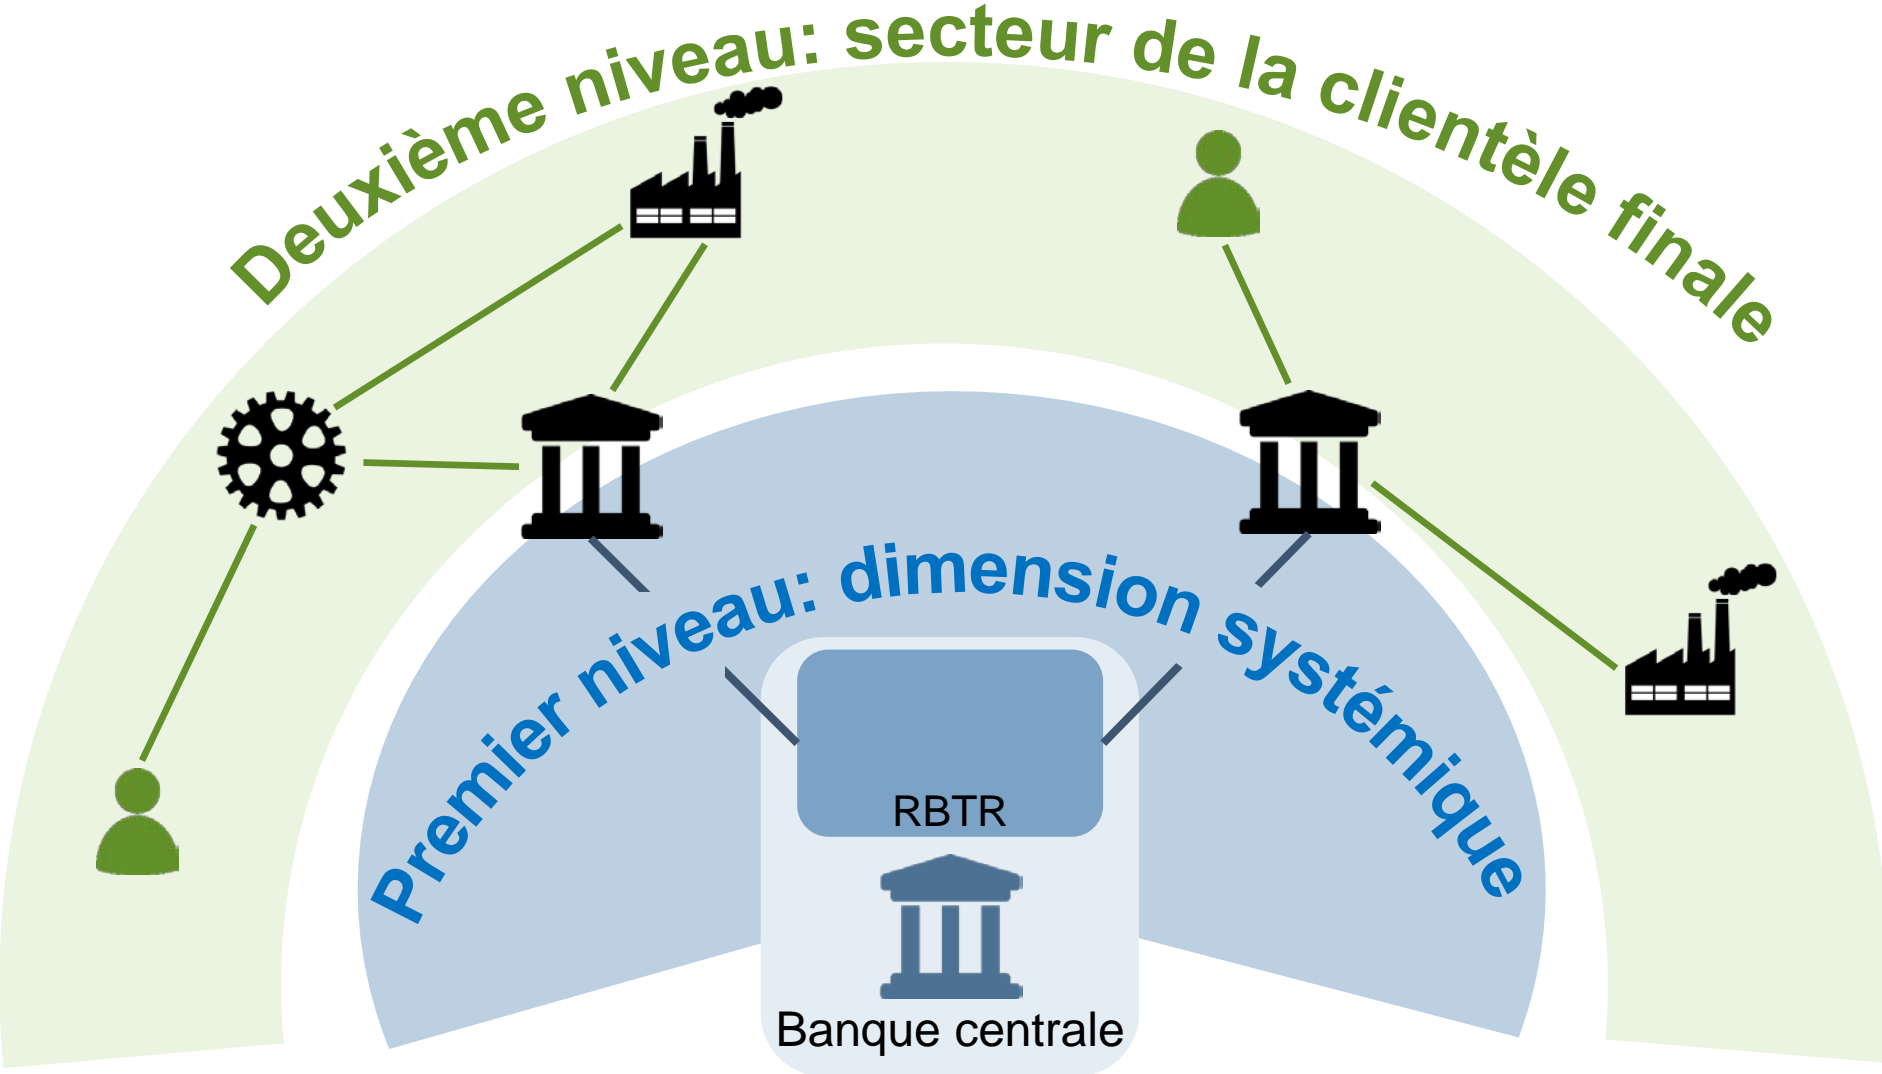 Deuxième niveau: secteur de la clientèle finale
Premier niveau: dimension systémique
RBTR
Banque centrale